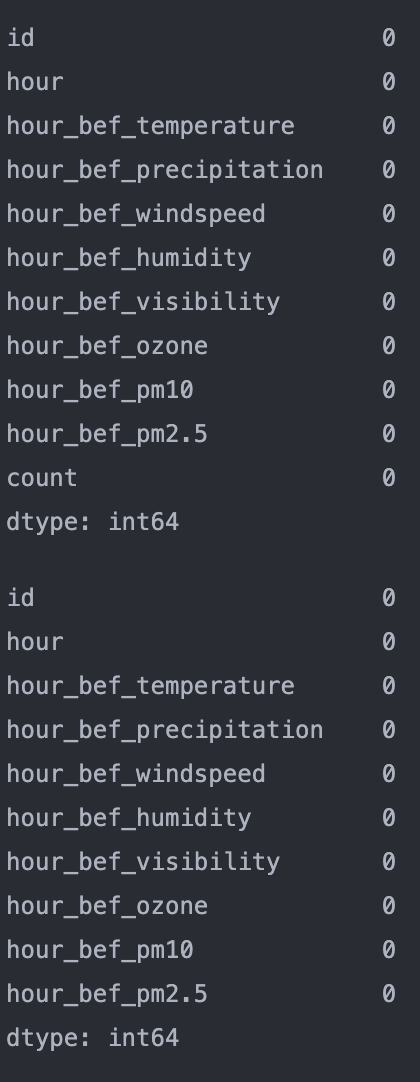 id 0
hour 0
hour_bef_temperature 0
hour_bef_precipitation 0
hour_bef_windspeed 0
hour_bef_humidity 0
hour_bef_visibility 0
hour_bef_ozone 0
hour_bef_pm10 0
hour_bef_pm2.5 0
count 0
dtype: int64
id 0
hour 0
hour_bef_temperature 0
hour_bef_precipitation 0
hour_bef_windspeed 0
hour_bef_humidity 0
hour_bef_visibility 0
hour_bef_ozone 0
hour_bef_pm10 0
hour_bef_pm2.5 0
dtype: int64